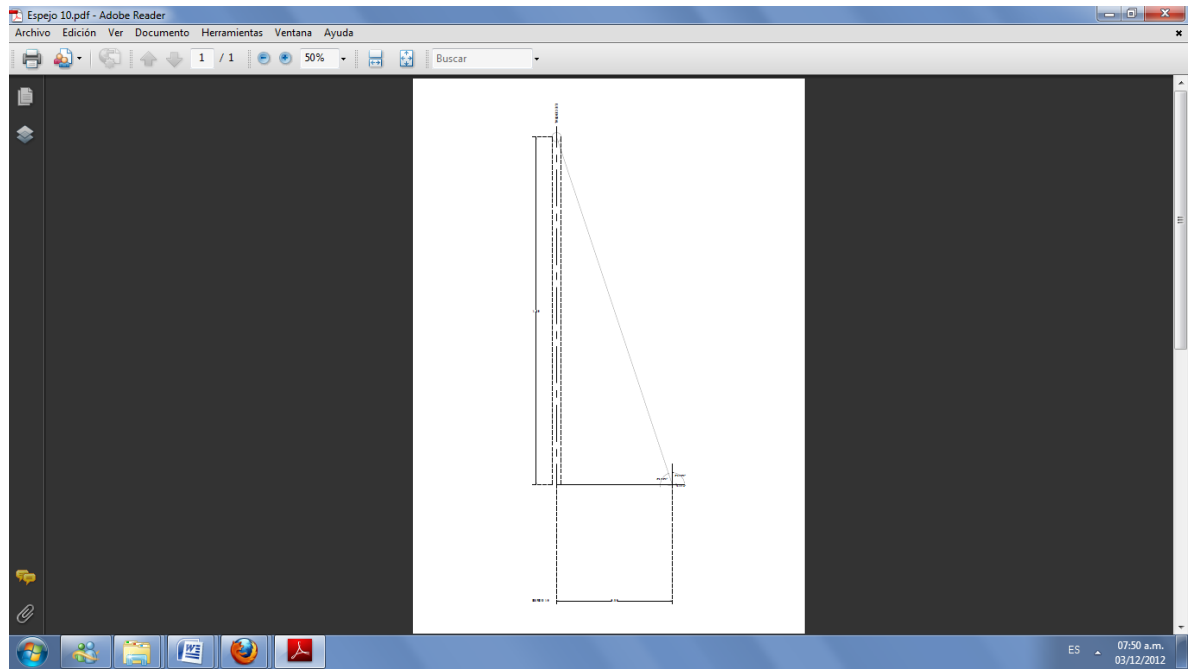 Espejo 10.pdf - Adobe Reader
Archivo Edición Ver Documento Herramientas Ventana Ayuda
1 / 1 50% Buscar
ES 07:50 a.m.
03/12/2012